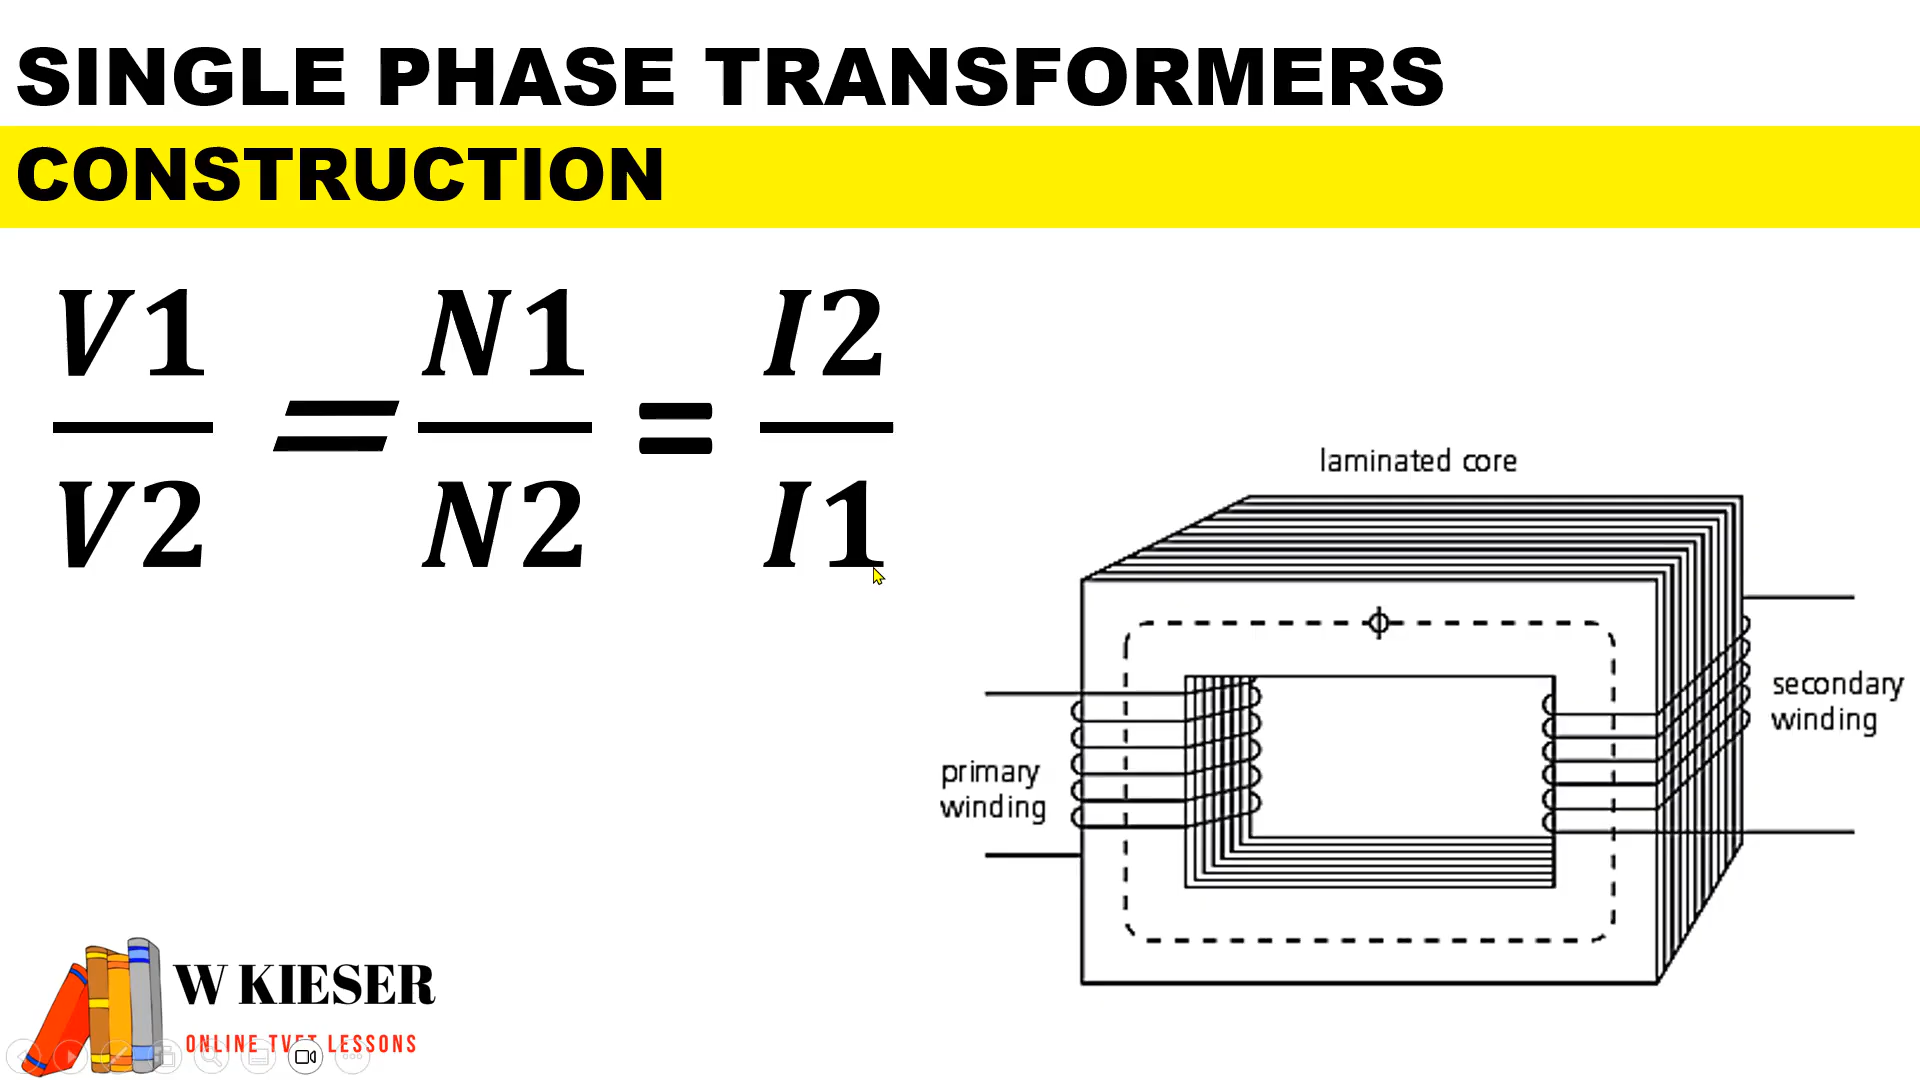 SINGLE PHASE TRANSFORMERS
CONSTRUCTION
V1/V2 = N1/N2 = I2/I1
laminated core
Φ
secondary
winding
primary
winding
W KIESER
ONLINE TVET LESSONS